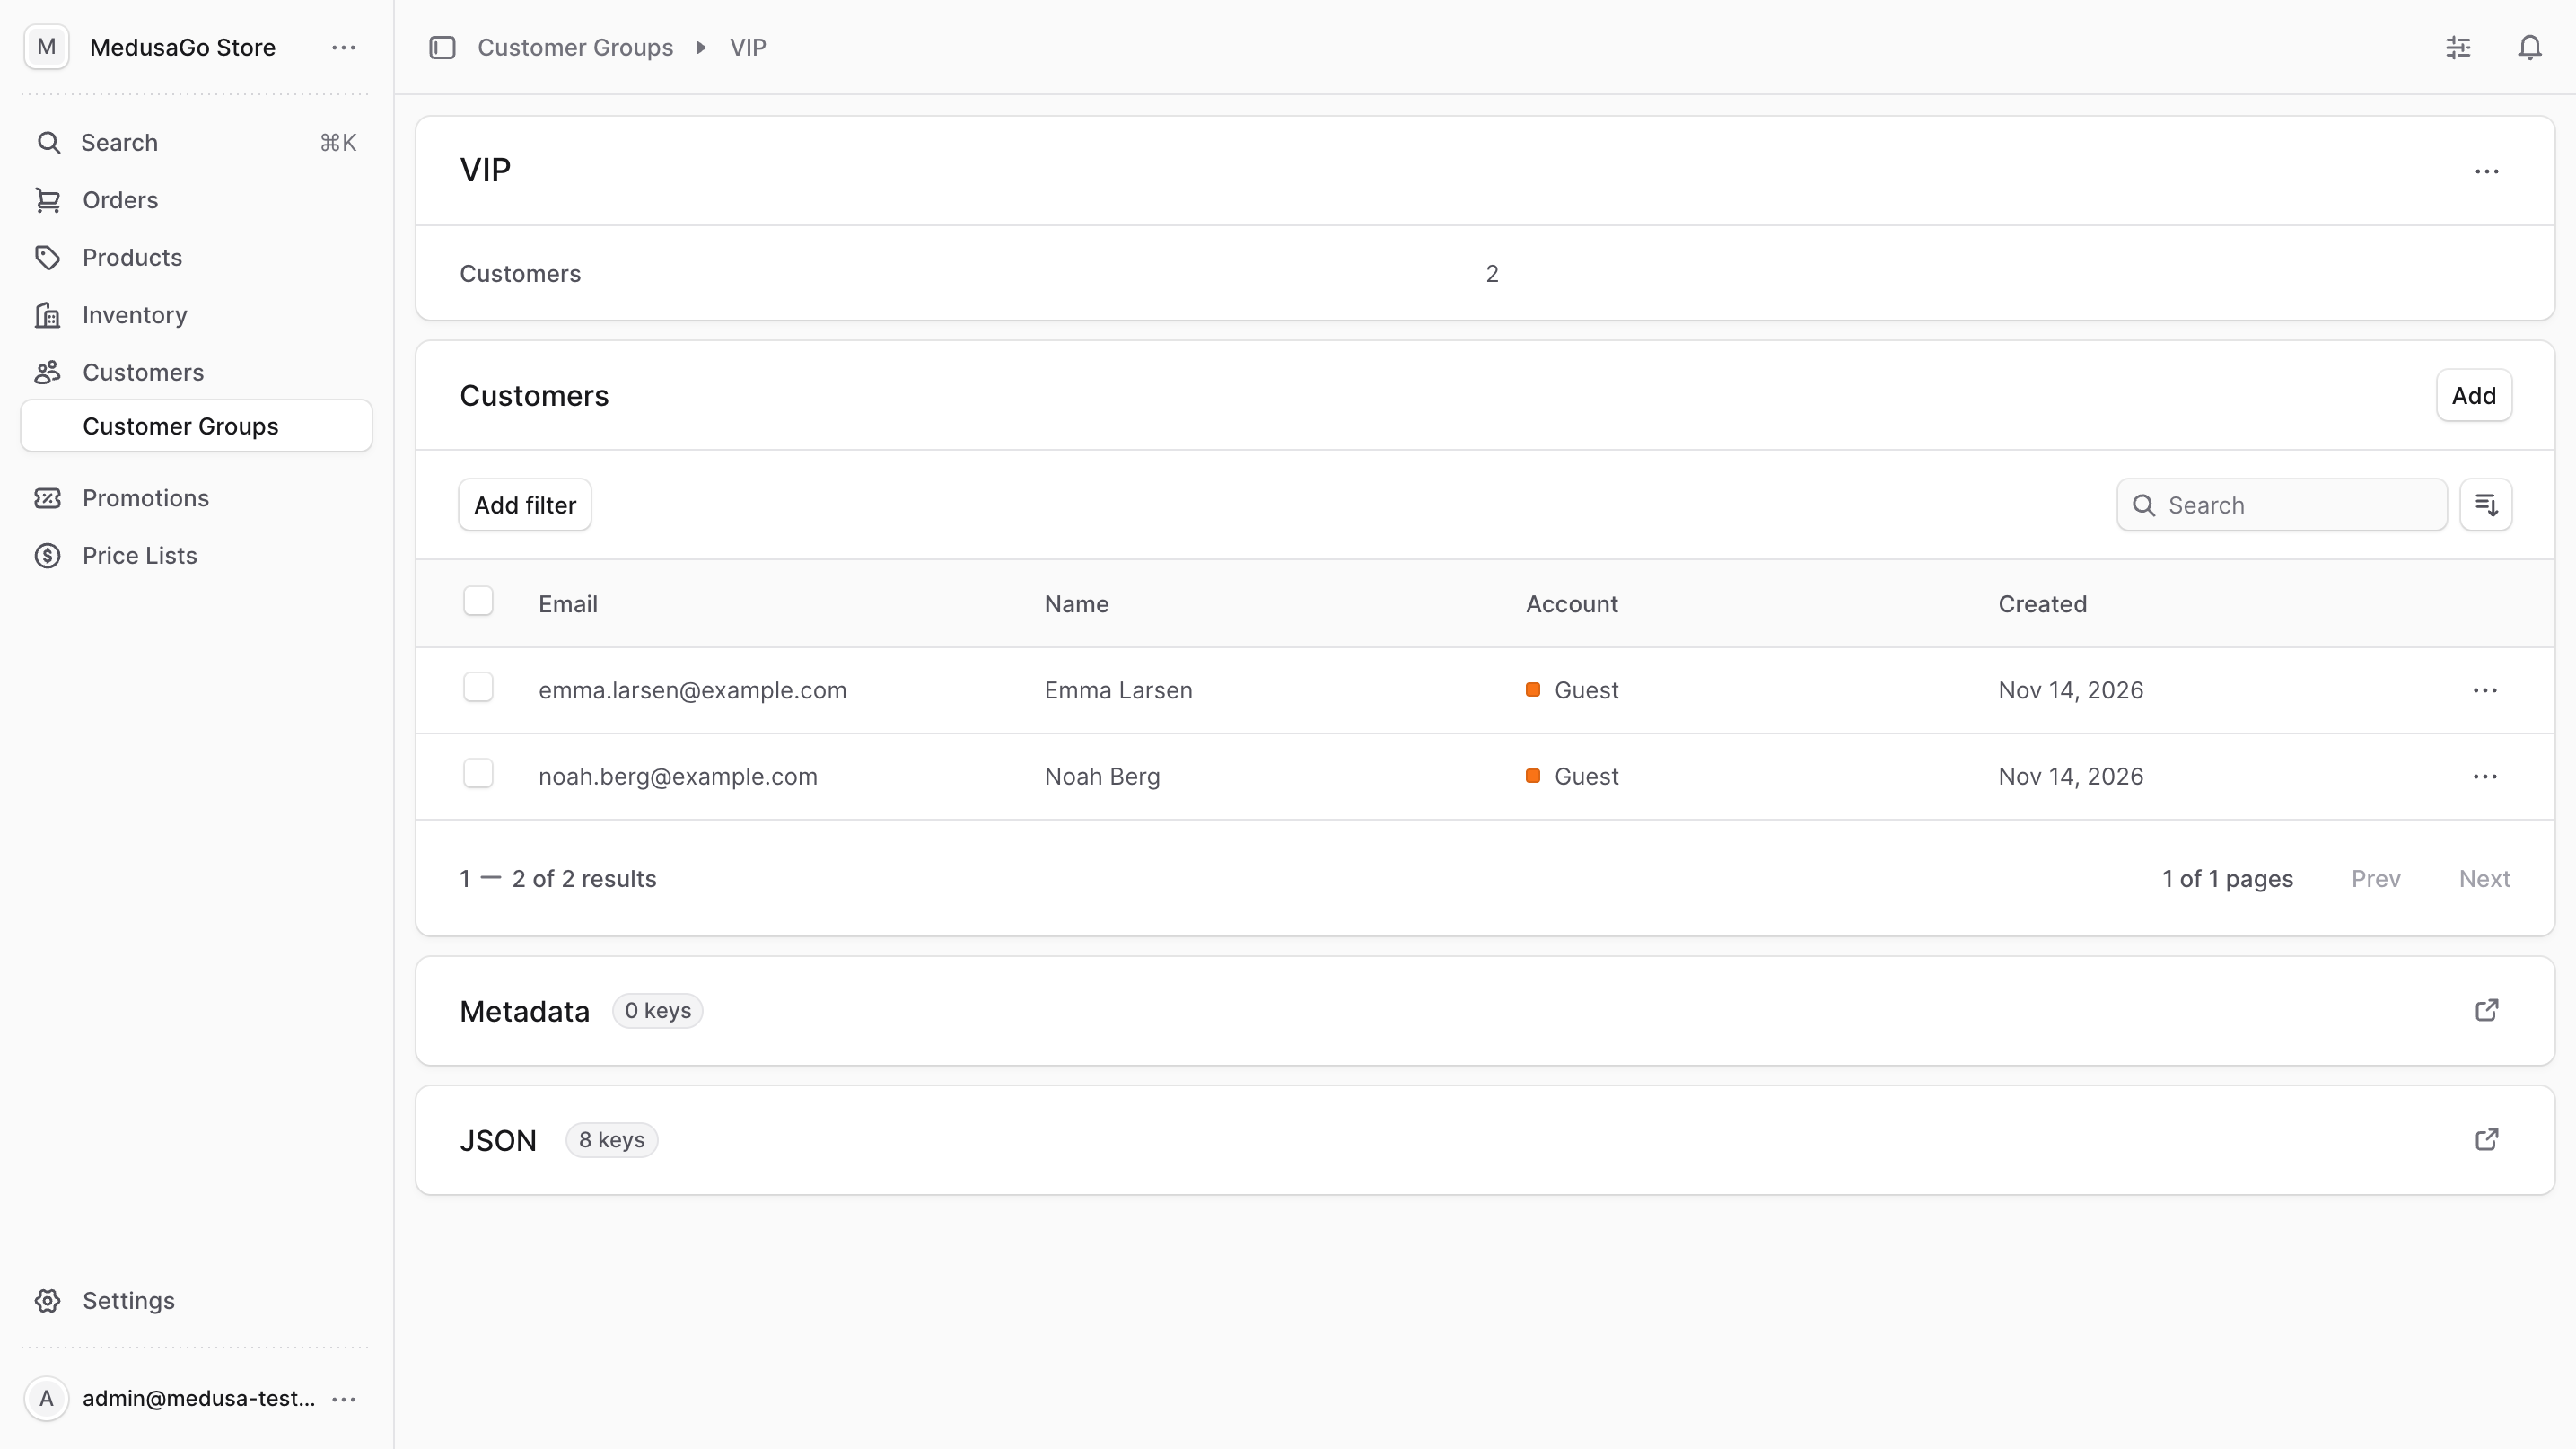 M MedusaGo Store
Customer Groups VIP
Search ⌘K
Orders
Products
Inventory
Customers
Customer Groups
Promotions
Price Lists
Settings
A admin@medusa-test...
VIP
Customers 2
Customers Add
Add filter Search
Email Name Account Created
emma.larsen@example.com Emma Larsen Guest Nov 14, 2026
noah.berg@example.com Noah Berg Guest Nov 14, 2026
1 — 2 of 2 results 1 of 1 pages Prev Next
Metadata 0 keys
JSON 8 keys